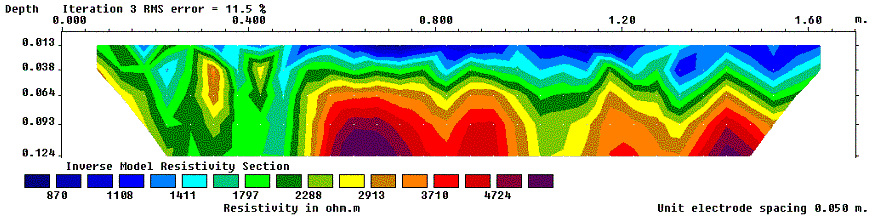 Depth Iteration 3 RMS error = 11.5 %
0.000 0.400 0.800 1.20 1.60 m.
0.013
0.038
0.064
0.093
0.124
Inverse Model Resistivity Section
870 1108 1411 1797 2288 2913 3710 4724
Resistivity in ohm.m Unit electrode spacing 0.050 m.